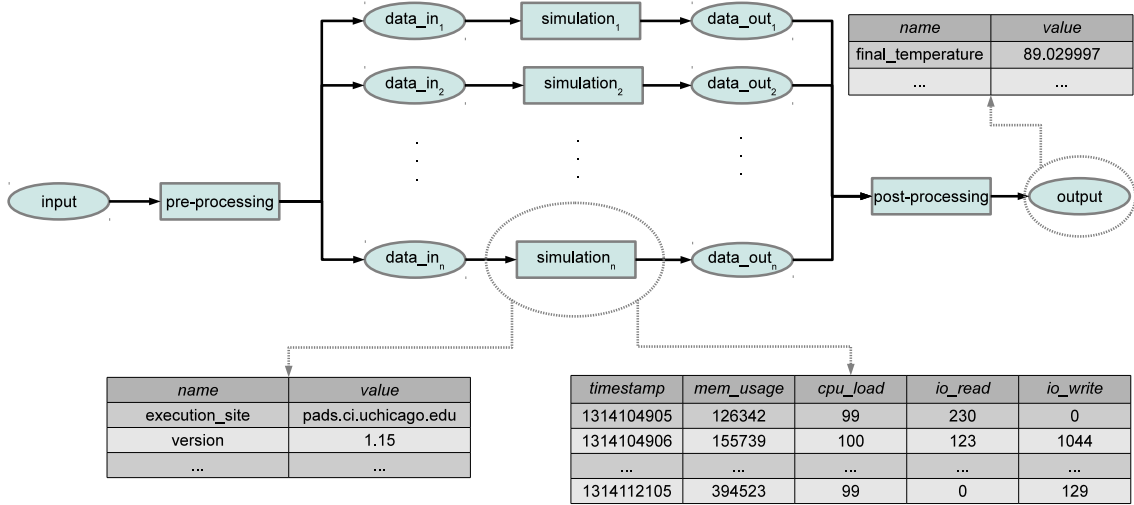 data_in₁ simulation₁ data_out₁
name value
final_temperature 89.029997
... ...
data_in₂ simulation₂ data_out₂
. . .
. . .
. . .
input pre-processing post-processing output
data_inₙ simulationₙ data_outₙ
name value
execution_site pads.ci.uchicago.edu
version 1.15
... ...
timestamp mem_usage cpu_load io_read io_write
1314104905 126342 99 230 0
1314104906 155739 100 123 1044
... ... ... ... ...
1314112105 394523 99 0 129